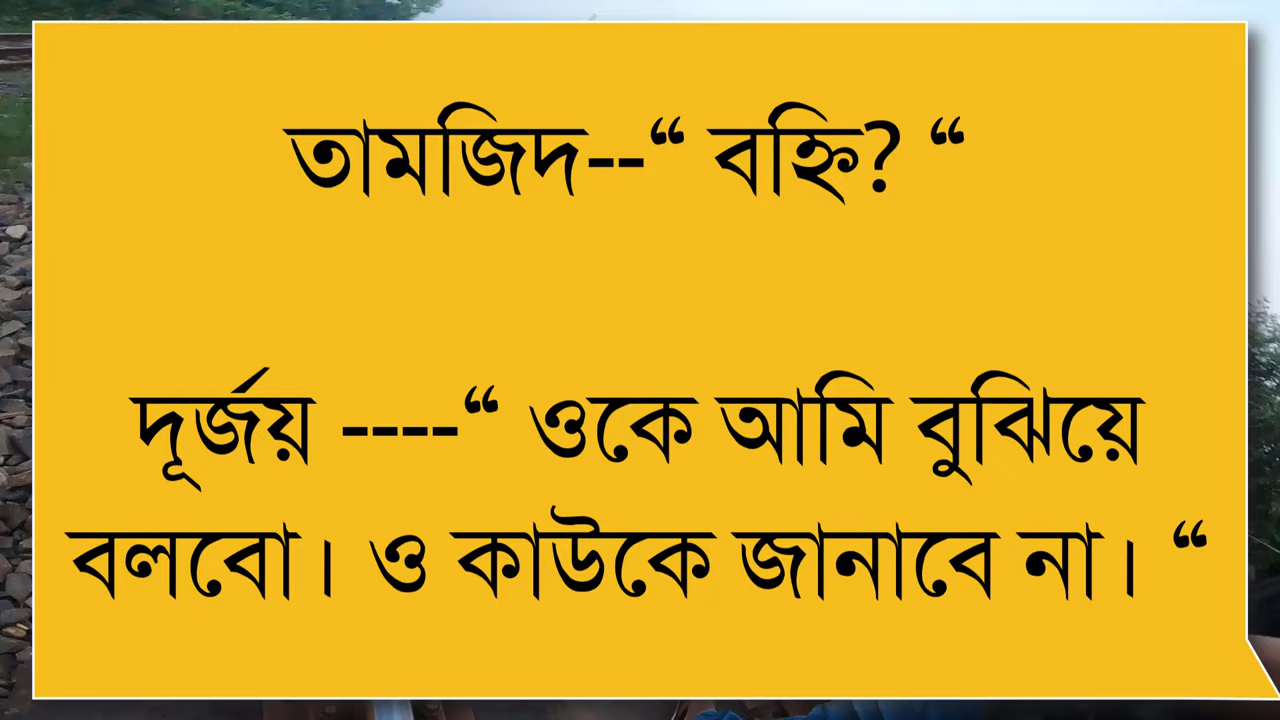 তামজিদ--“ বহ্নি? “
দূর্জয় ----“ ওকে আমি বুঝিয়ে
বলবো। ও কাউকে জানাবে না। “